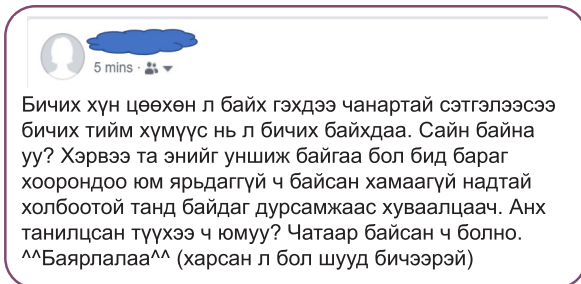 5 mins ·
Бичих хүн цөөхөн л байх гэхдээ чанартай сэтгэлээсээ
бичих тийм хүмүүс нь л бичих байхдаа. Сайн байна
уу? Хэрвээ та энийг уншиж байгаа бол бид бараг
хоорондоо юм ярьдаггүй ч байсан хамаагүй надтай
холбоотой танд байдаг дурсамжаас хуваалцаач. Анх
танилцсан түүхээ ч юмуу? Чатаар байсан ч болно.
^^Баярлалаа^^ (харсан л бол шууд бичээрэй)